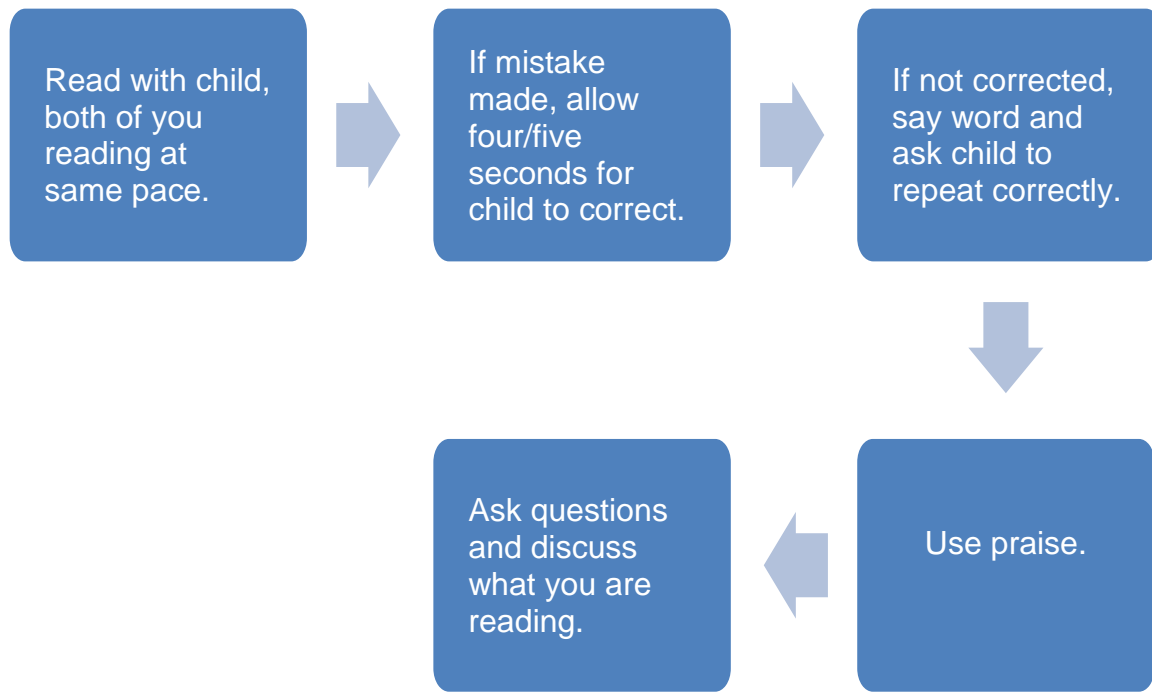 Read with child,
both of you
reading at
same pace.
If mistake
made, allow
four/five
seconds for
child to correct.
If not corrected,
say word and
ask child to
repeat correctly.
Use praise.
Ask questions
and discuss
what you are
reading.